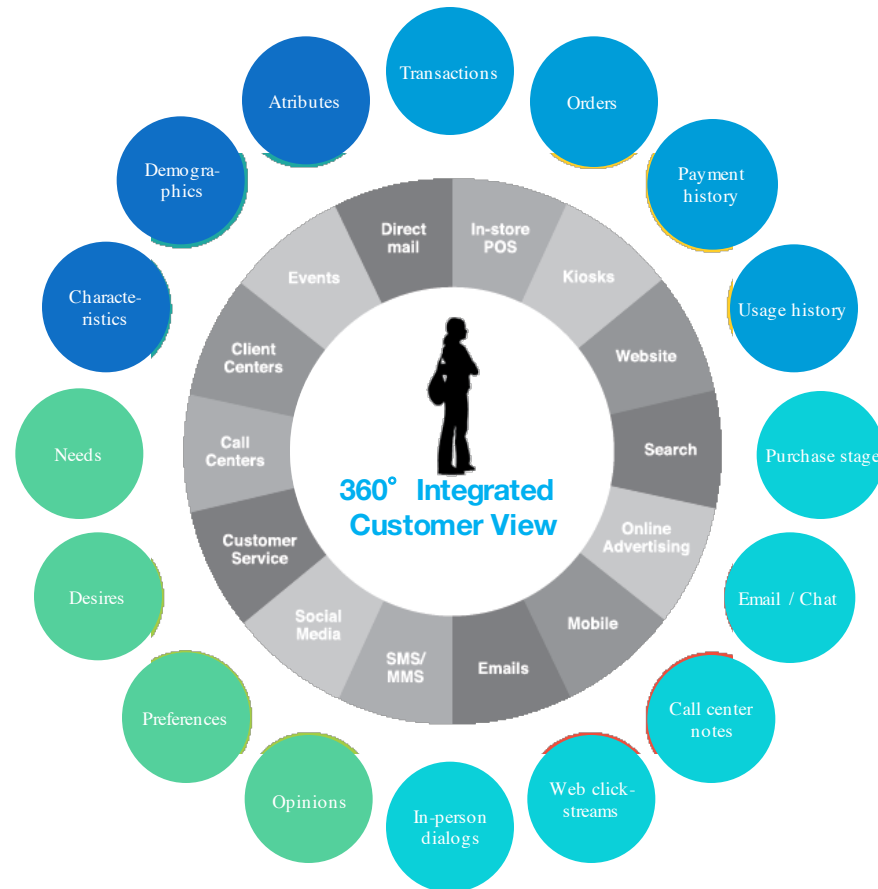 Transactions
Orders
Payment
history
Usage history
Purchase stage
Email / Chat
Call center
notes
Web click-
streams
In-person
dialogs
Opinions
Preferences
Desires
Needs
Characte-
ristics
Demogra-
phics
Atributes
In-store
POS
Kiosks
Website
Search
Online
Advertising
Mobile
Emails
SMS/
MMS
Social
Media
Customer
Service
Call
Centers
Client
Centers
Events
Direct
mail
360° Integrated
Customer View